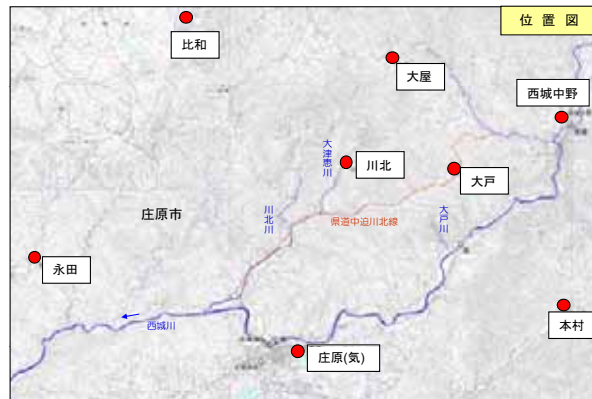 位置図
比和
大屋
西城中野
大津恵川
川北
大戸
川北川
県道中迫川北線
大戸川
庄原市
永田
西城川
本村
庄原(気)